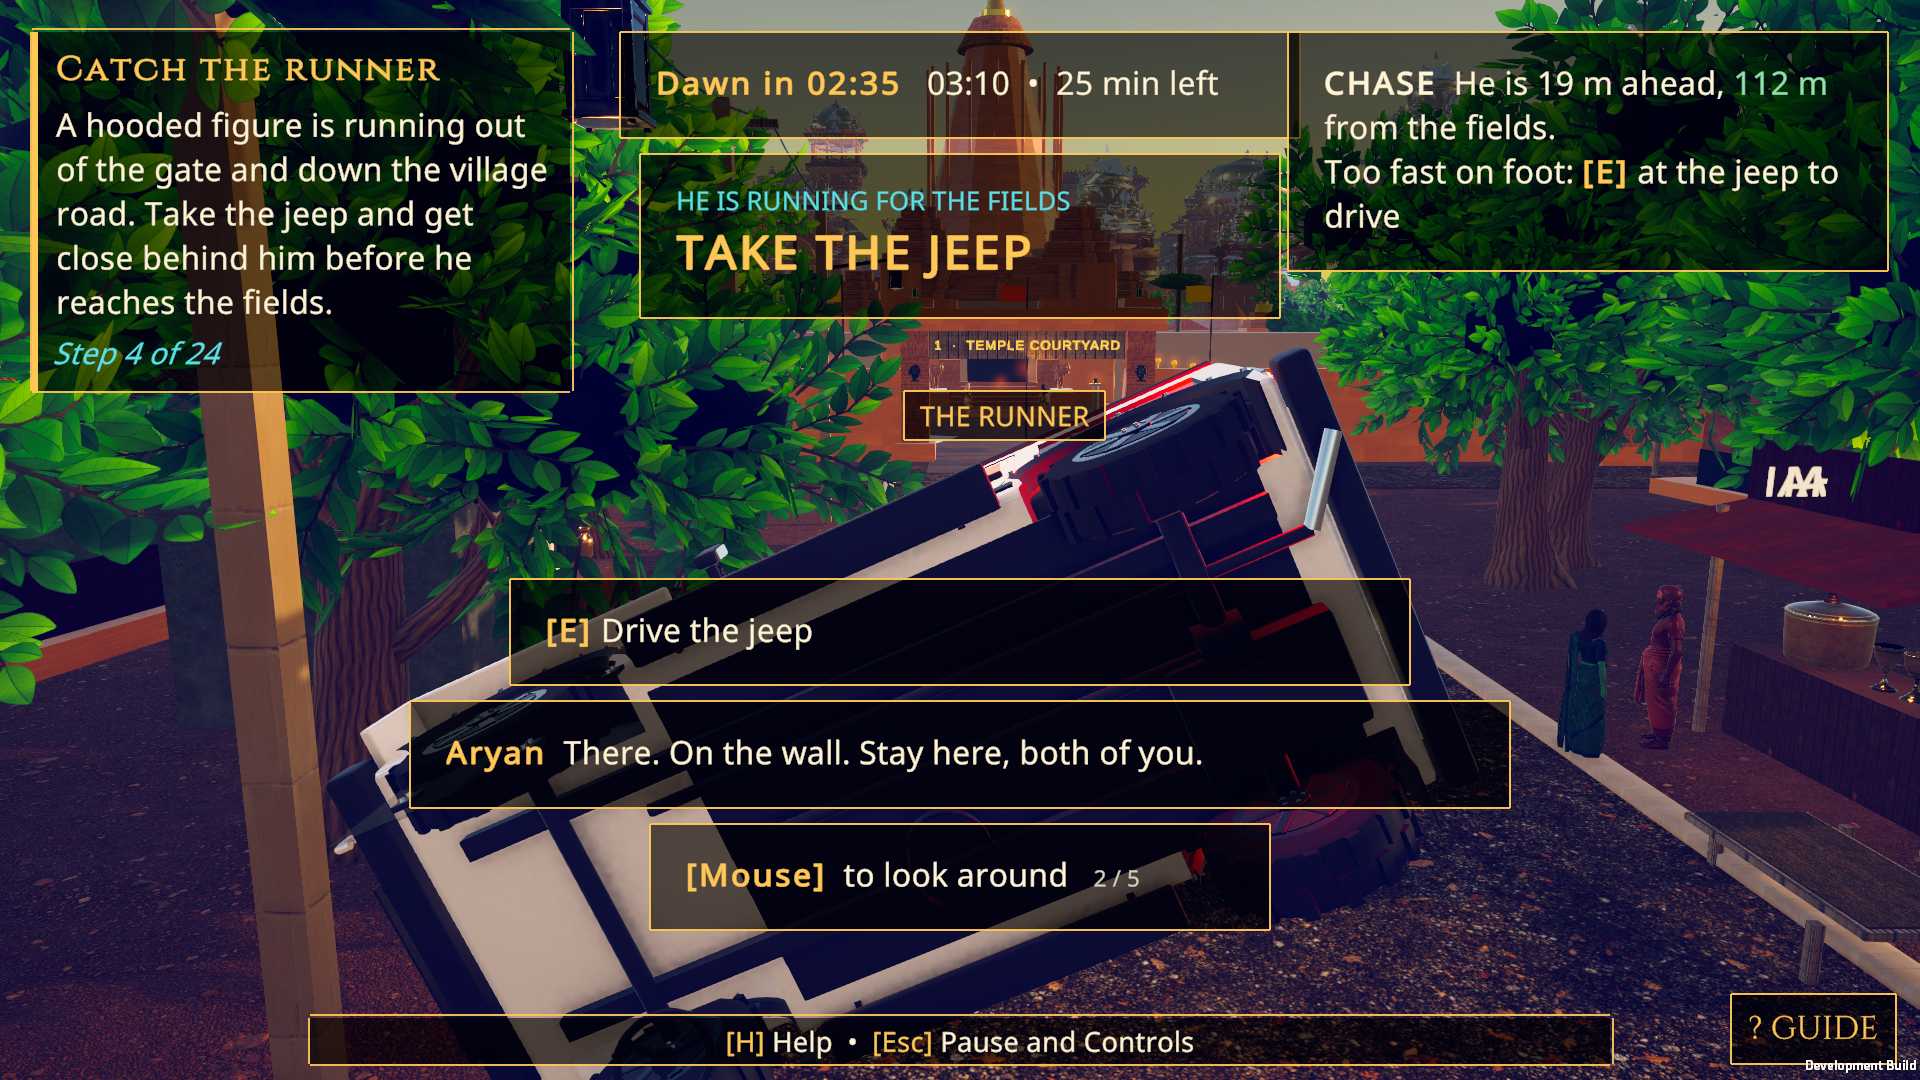 CATCH THE RUNNER
A hooded figure is running out
of the gate and down the village
road. Take the jeep and get
close behind him before he
reaches the fields.
Step 4 of 24
Dawn in 02:35 03:10 • 25 min left
HE IS RUNNING FOR THE FIELDS
TAKE THE JEEP
CHASE He is 19 m ahead, 112 m
from the fields.
Too fast on foot: [E] at the jeep to
drive
1 · TEMPLE COURTYARD
THE RUNNER
[E] Drive the jeep
Aryan There. On the wall. Stay here, both of you.
[Mouse] to look around 2 / 5
[H] Help • [Esc] Pause and Controls
? GUIDE
Development Build